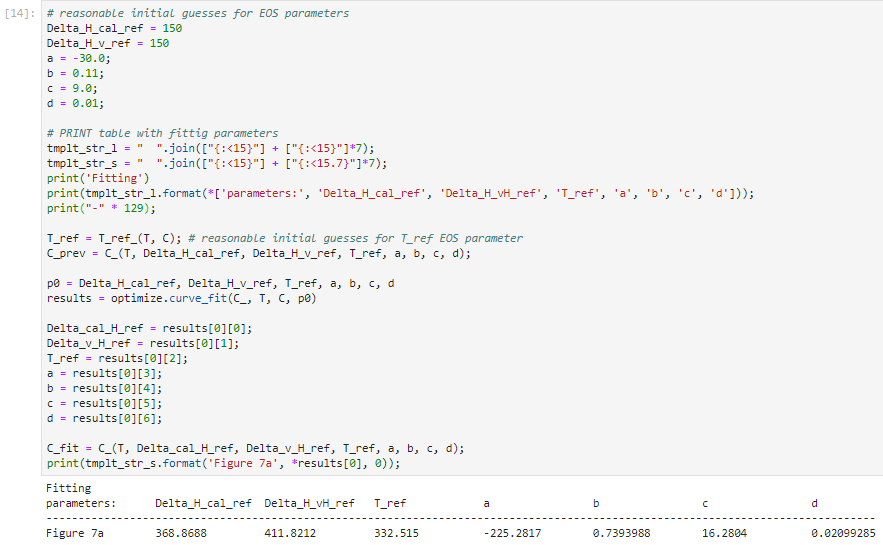 [14]: # reasonable initial guesses for EOS parameters
Delta_H_cal_ref = 150
Delta_H_v_ref = 150
a = -30.0;
b = 0.11;
c = 9.0;
d = 0.01;
# PRINT table with fittig parameters
tmplt_str_l = "  ".join(["{:<15}"] + ["{:<15}"]*7);
tmplt_str_s = "  ".join(["{:<15}"] + ["{:<15.7}"]*7);
print('Fitting')
print(tmplt_str_l.format(*['parameters:', 'Delta_H_cal_ref', 'Delta_H_vH_ref', 'T_ref', 'a', 'b', 'c', 'd']));
print("-" * 129);
T_ref = T_ref_(T, C); # reasonable initial guesses for T_ref EOS parameter
C_prev = C_(T, Delta_H_cal_ref, Delta_H_v_ref, T_ref, a, b, c, d);
p0 = Delta_H_cal_ref, Delta_H_v_ref, T_ref, a, b, c, d
results = optimize.curve_fit(C_, T, C, p0)
Delta_cal_H_ref = results[0][0];
Delta_v_H_ref = results[0][1];
T_ref = results[0][2];
a = results[0][3];
b = results[0][4];
c = results[0][5];
d = results[0][6];
C_fit = C_(T, Delta_cal_H_ref, Delta_v_H_ref, T_ref, a, b, c, d);
print(tmplt_str_s.format('Figure 7a', *results[0], 0));
Fitting
parameters: Delta_H_cal_ref Delta_H_vH_ref T_ref a b c d
---------------------------------------------------------------------------------------------------------------------------------
Figure 7a 368.8688 411.8212 332.515 -225.2817 0.7393988 16.2804 0.02099285